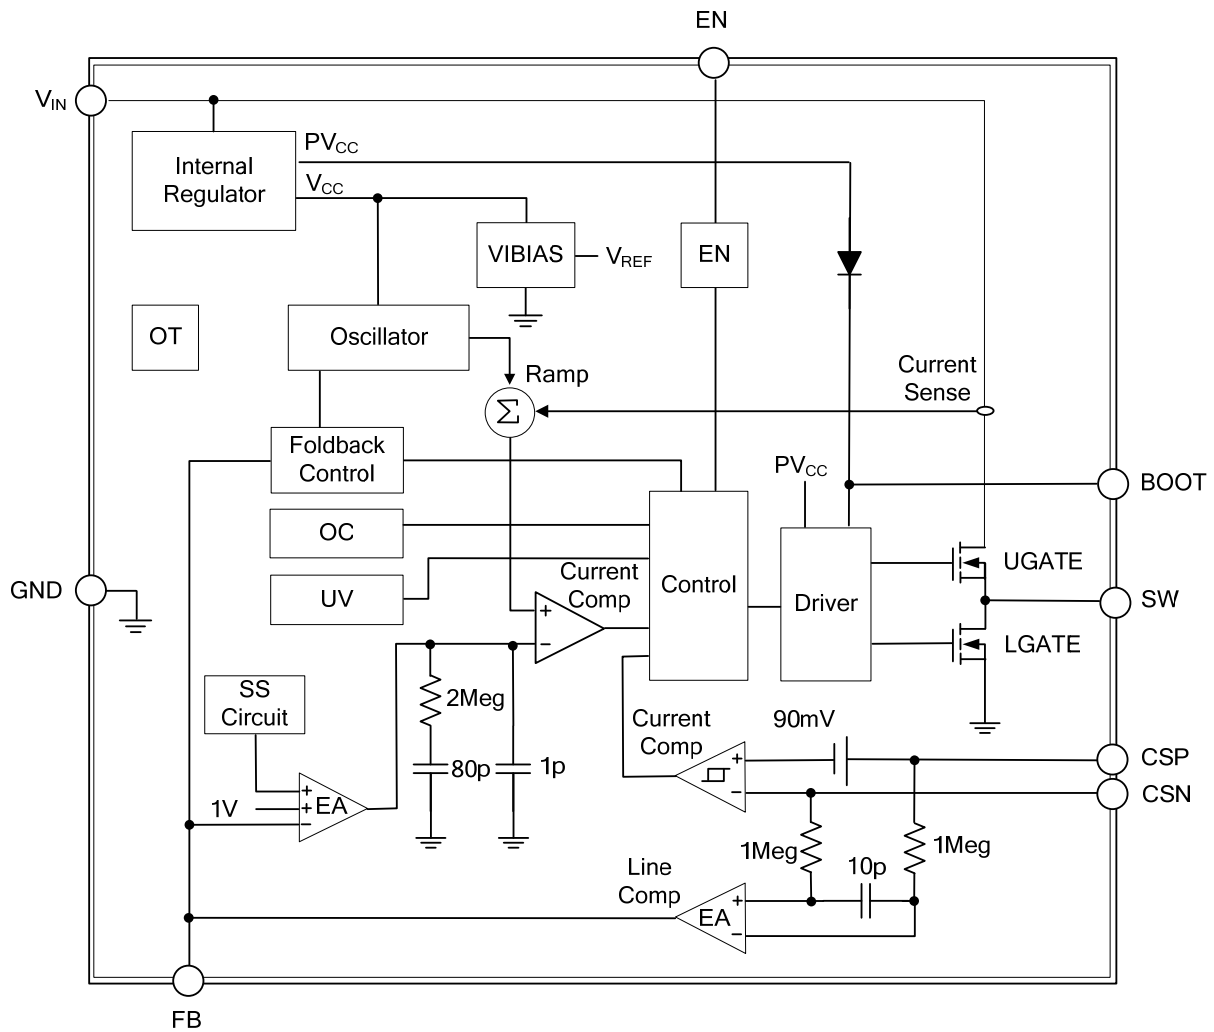 EN
VIN
PVCC
Internal
Regulator
VCC
VIBIAS
VREF
EN
OT
Oscillator
Ramp
Σ
Current
Sense
Foldback
Control
PVCC
BOOT
OC
Current
Comp
UGATE
GND
UV
+
−
Control
Driver
SW
LGATE
SS
Circuit
2Meg
Current
Comp
90mV
CSP
80p
1p
+
−
CSN
1V
+
+
−
EA
1Meg
1Meg
10p
Line
Comp
EA
+
−
FB